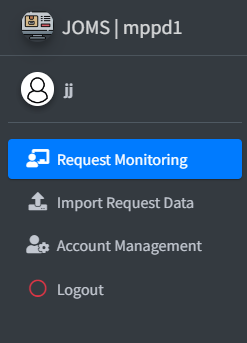 JOMS | mppd1
jj
Request Monitoring
Import Request Data
Account Management
Logout